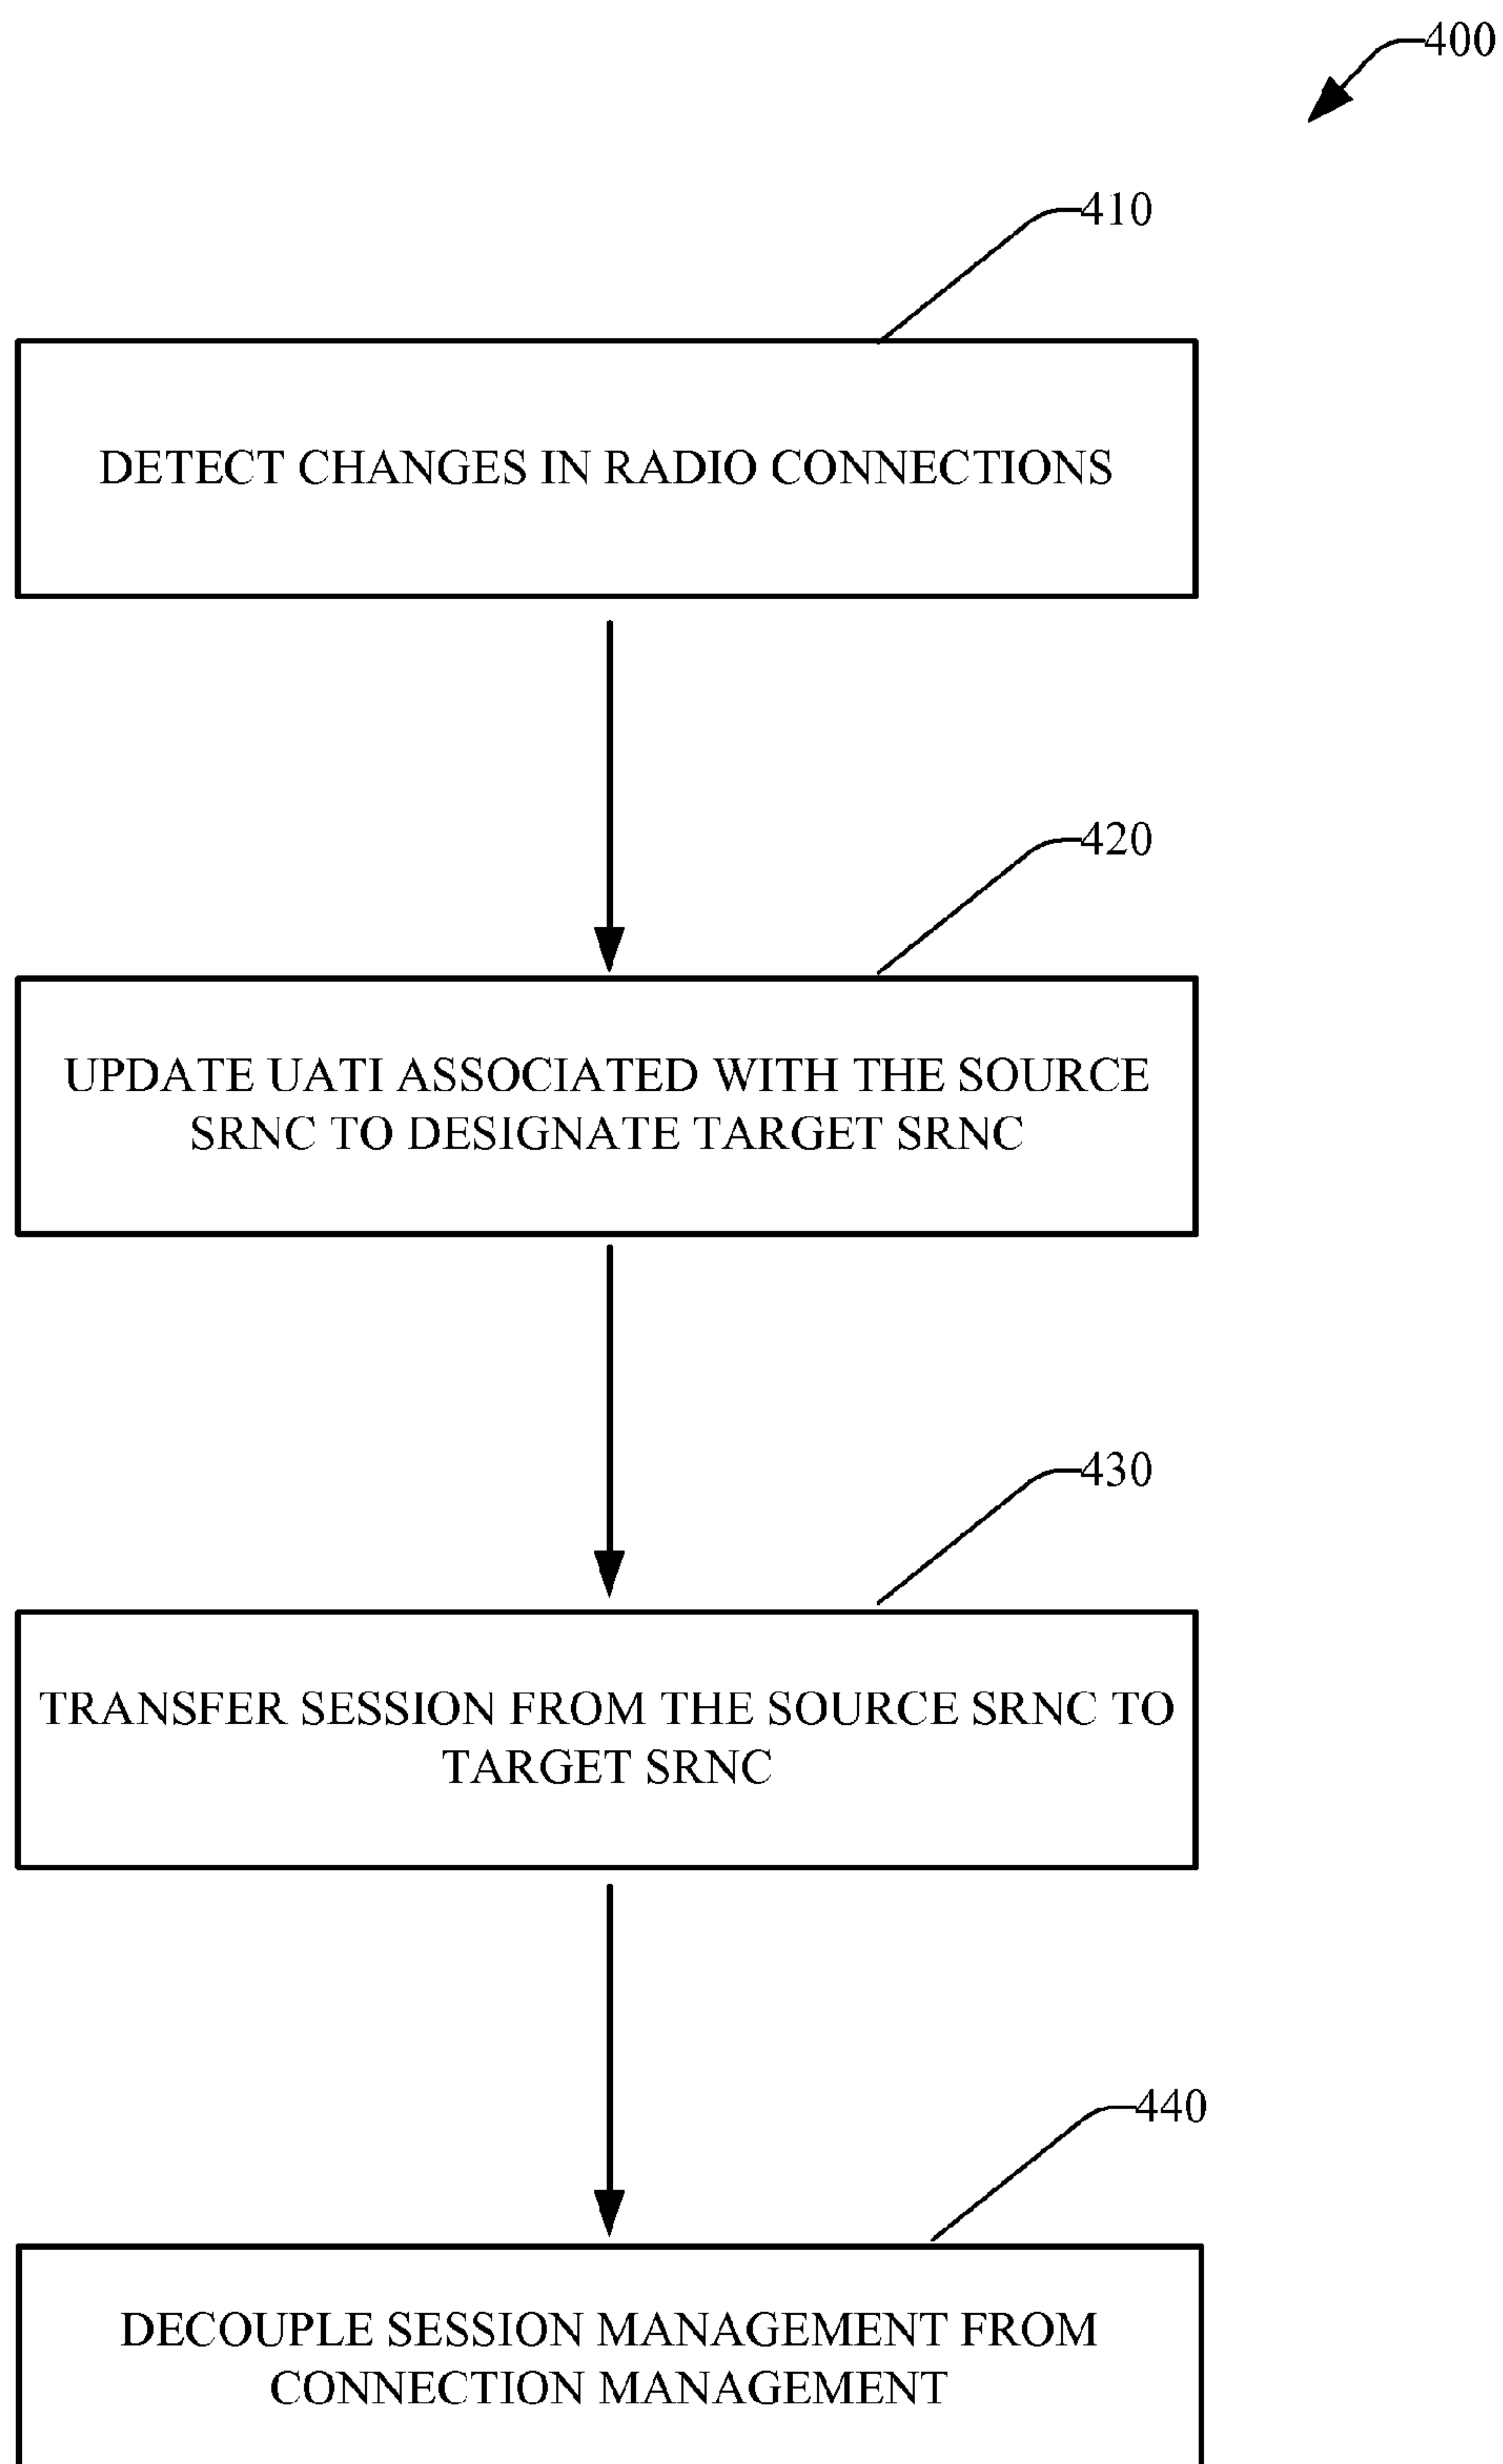 400
410
DETECT CHANGES IN RADIO CONNECTIONS
420
UPDATE UATI ASSOCIATED WITH THE SOURCE
SRNC TO DESIGNATE TARGET SRNC
430
TRANSFER SESSION FROM THE SOURCE SRNC TO
TARGET SRNC
440
DECOUPLE SESSION MANAGEMENT FROM
CONNECTION MANAGEMENT